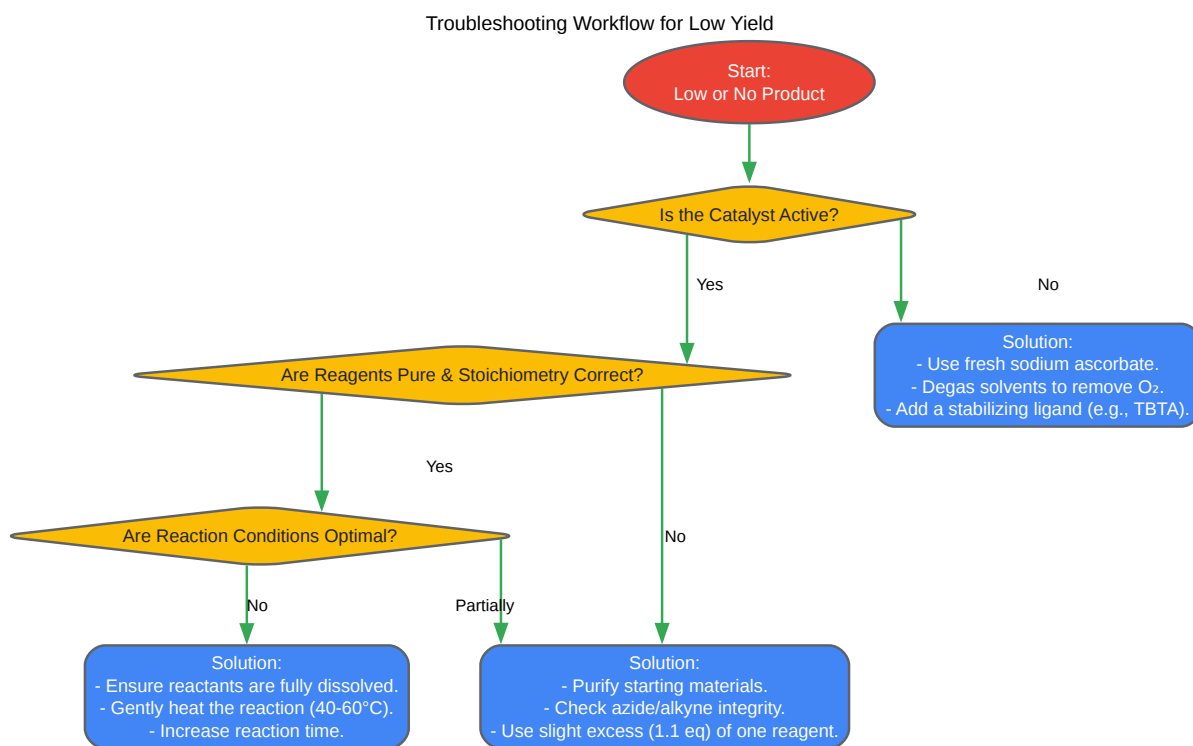 Troubleshooting Workflow for Low Yield
Start:
Low or No Product
Is the Catalyst Active?
Yes
No
Solution:
- Use fresh sodium ascorbate.
- Degas solvents to remove O₂.
- Add a stabilizing ligand (e.g., TBTA).
Are Reagents Pure & Stoichiometry Correct?
Yes
No
Are Reaction Conditions Optimal?
No
Partially
Solution:
- Ensure reactants are fully dissolved.
- Gently heat the reaction (40-60°C).
- Increase reaction time.
Solution:
- Purify starting materials.
- Check azide/alkyne integrity.
- Use slight excess (1.1 eq) of one reagent.